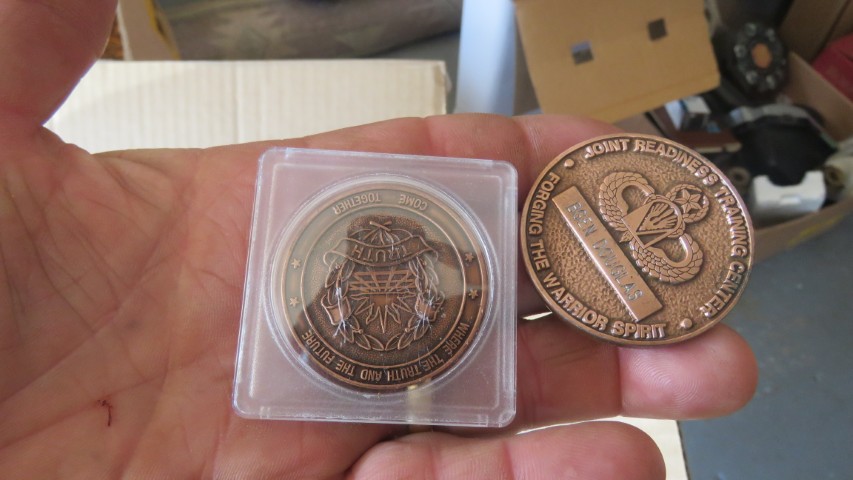 COME TOGETHER
TRUTH
WHERE THE TRUTH AND THE FUTURE
JOINT READINESS TRAINING CENTER
FORGING THE WARRIOR SPIRIT